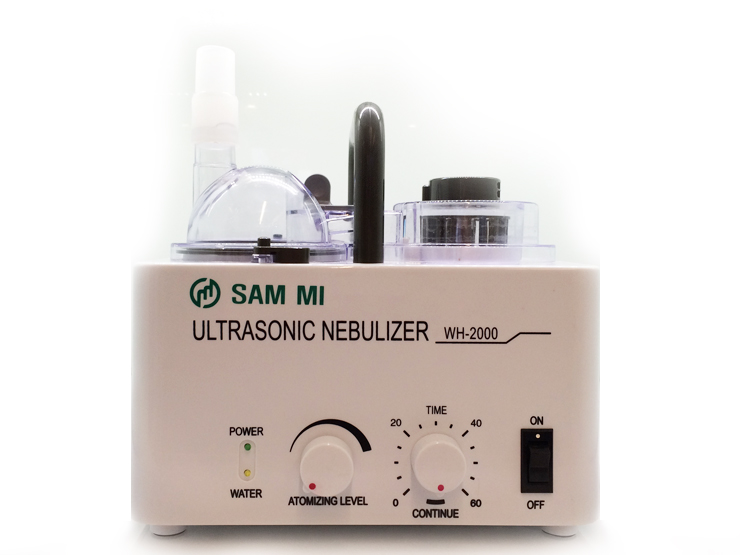 SAM MI
ULTRASONIC NEBULIZER WH-2000
TIME
20 40
ON
POWER
WATER
ATOMIZING LEVEL
0 60
CONTINUE
OFF